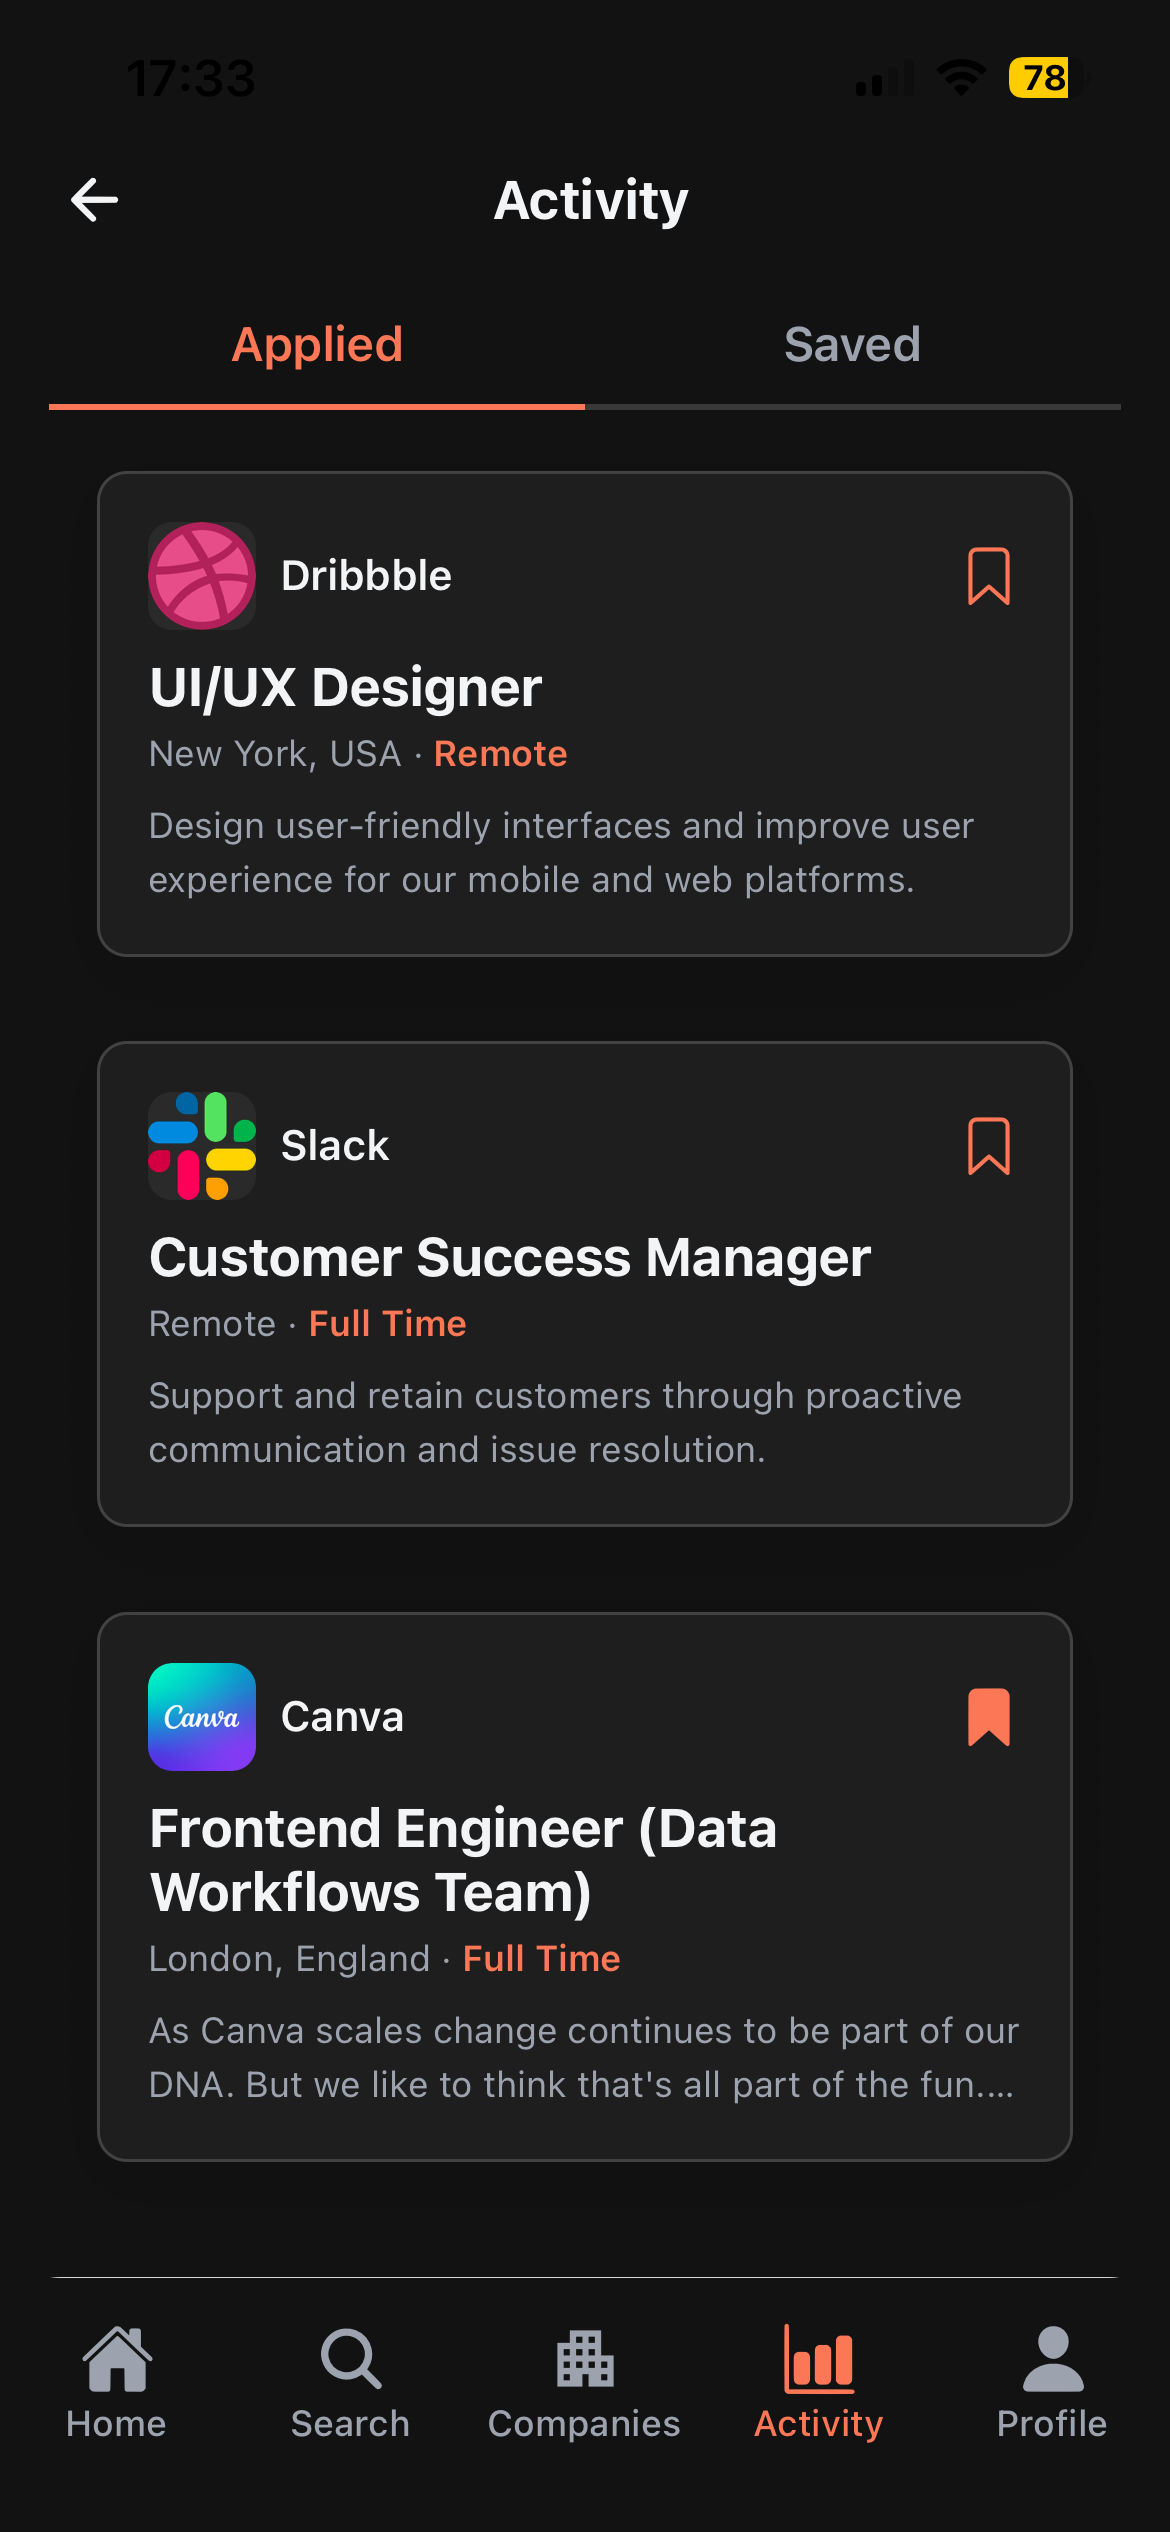 17:33
78
Activity
Applied
Saved
Dribbble
UI/UX Designer
New York, USA · Remote
Design user-friendly interfaces and improve user
experience for our mobile and web platforms.
Slack
Customer Success Manager
Remote · Full Time
Support and retain customers through proactive
communication and issue resolution.
Canva
Canva
Frontend Engineer (Data
Workflows Team)
London, England · Full Time
As Canva scales change continues to be part of our
DNA. But we like to think that's all part of the fun....
Home
Search
Companies
Activity
Profile